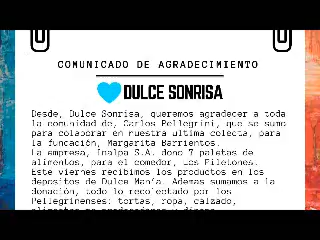 COMUNICADO DE AGRADECIMIENTO
DULCE SONRISA
Desde, Dulce Sonrisa, queremos agradecer a toda
la comunidad de, Carlos Pellegrini, que se sumo
para colaborar en nuestra ultima colecta, para
la fundación, Margarita Barrientos.
La empresa, Inalpa S.A. dono 7 paletas de
alimentos, para el comedor, Los Piletones.
Este viernes recibimos los productos en los
depositos de Dulce Manía. Ademas sumamos a la
donación, todo lo recolectado por los
Pellegrinenses: tortas, ropa, calzado,